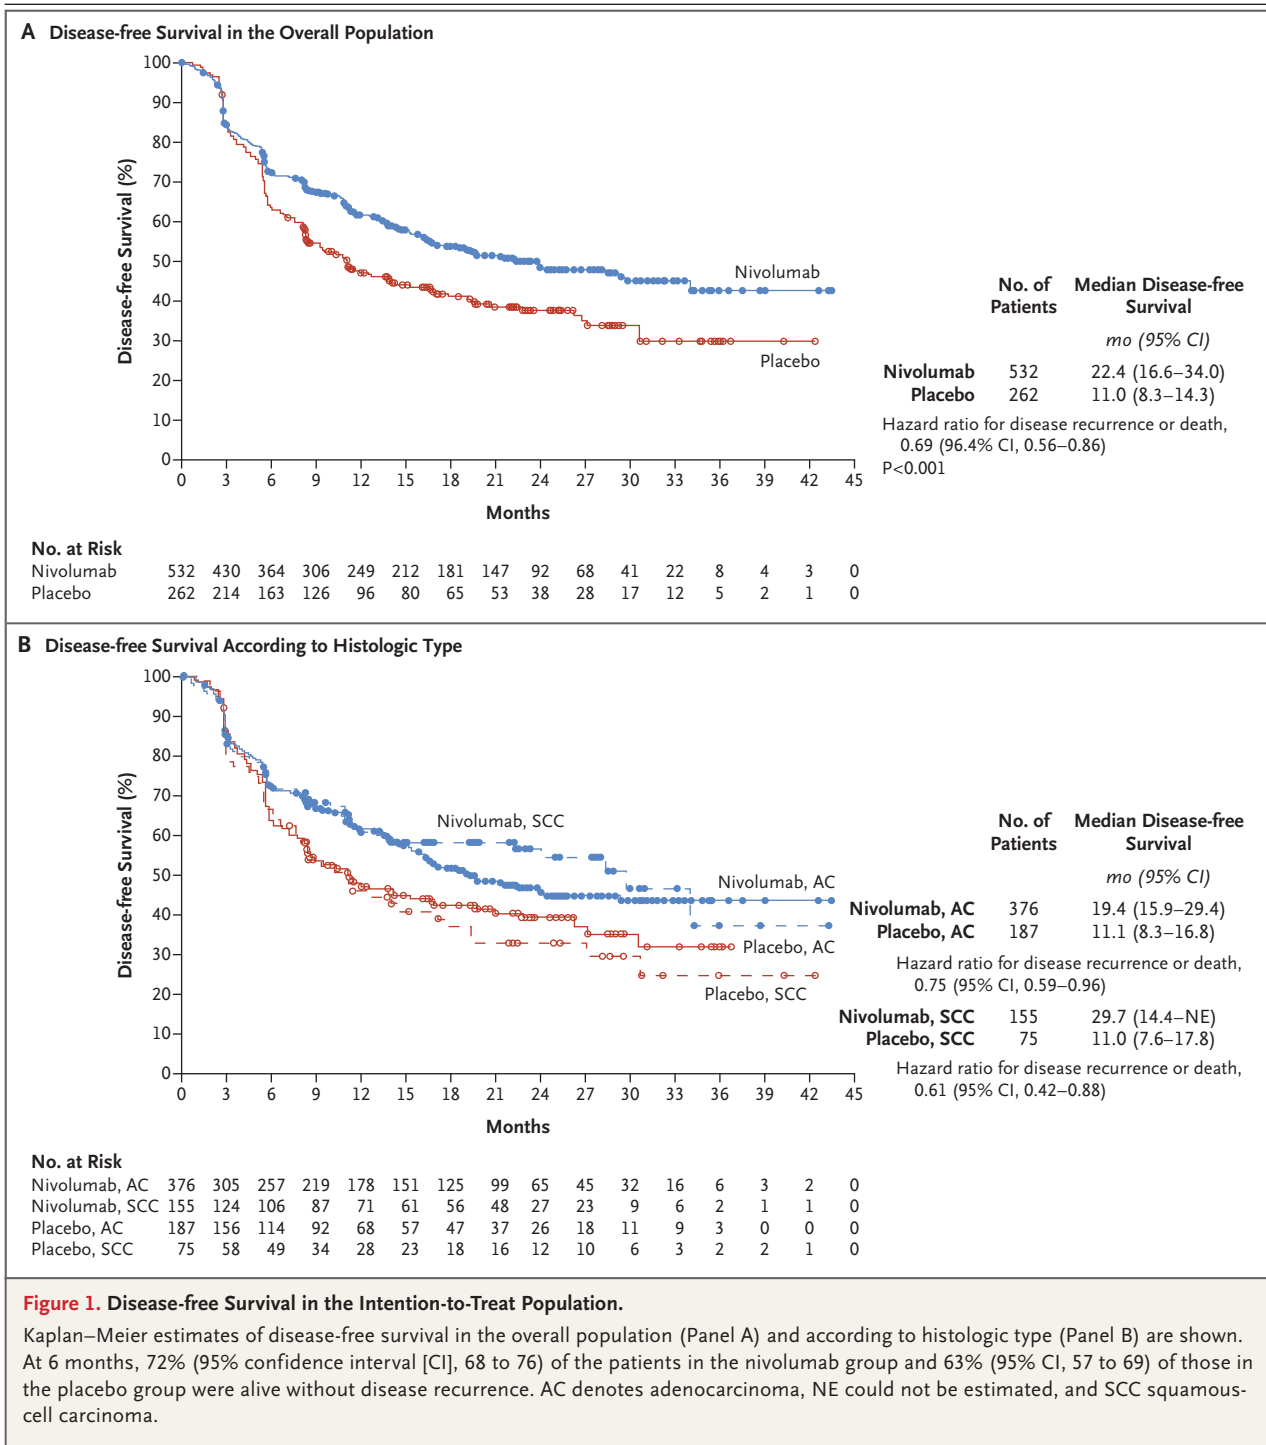 A Disease-free Survival in the Overall Population
Disease-free Survival (%)
100
90
80
70
60
50
40
30
20
10
0
0 3 6 9 12 15 18 21 24 27 30 33 36 39 42 45
Months
Nivolumab
Placebo
No. of Patients
Median Disease-free Survival
mo (95% CI)
Nivolumab 532 22.4 (16.6–34.0)
Placebo 262 11.0 (8.3–14.3)
Hazard ratio for disease recurrence or death,
0.69 (96.4% CI, 0.56–0.86)
P<0.001
No. at Risk
Nivolumab 532 430 364 306 249 212 181 147 92 68 41 22 8 4 3 0
Placebo 262 214 163 126 96 80 65 53 38 28 17 12 5 2 1 0
B Disease-free Survival According to Histologic Type
Disease-free Survival (%)
100
90
80
70
60
50
40
30
20
10
0
0 3 6 9 12 15 18 21 24 27 30 33 36 39 42 45
Months
Nivolumab, SCC
Nivolumab, AC
Placebo, AC
Placebo, SCC
No. of Patients
Median Disease-free Survival
mo (95% CI)
Nivolumab, AC 376 19.4 (15.9–29.4)
Placebo, AC 187 11.1 (8.3–16.8)
Hazard ratio for disease recurrence or death,
0.75 (95% CI, 0.59–0.96)
Nivolumab, SCC 155 29.7 (14.4–NE)
Placebo, SCC 75 11.0 (7.6–17.8)
Hazard ratio for disease recurrence or death,
0.61 (95% CI, 0.42–0.88)
No. at Risk
Nivolumab, AC 376 305 257 219 178 151 125 99 65 45 32 16 6 3 2 0
Nivolumab, SCC 155 124 106 87 71 61 56 48 27 23 9 6 2 1 1 0
Placebo, AC 187 156 114 92 68 57 47 37 26 18 11 9 3 0 0 0
Placebo, SCC 75 58 49 34 28 23 18 16 12 10 6 3 2 2 1 0
Figure 1. Disease-free Survival in the Intention-to-Treat Population.
Kaplan–Meier estimates of disease-free survival in the overall population (Panel A) and according to histologic type (Panel B) are shown.
At 6 months, 72% (95% confidence interval [CI], 68 to 76) of the patients in the nivolumab group and 63% (95% CI, 57 to 69) of those in
the placebo group were alive without disease recurrence. AC denotes adenocarcinoma, NE could not be estimated, and SCC squamous-
cell carcinoma.